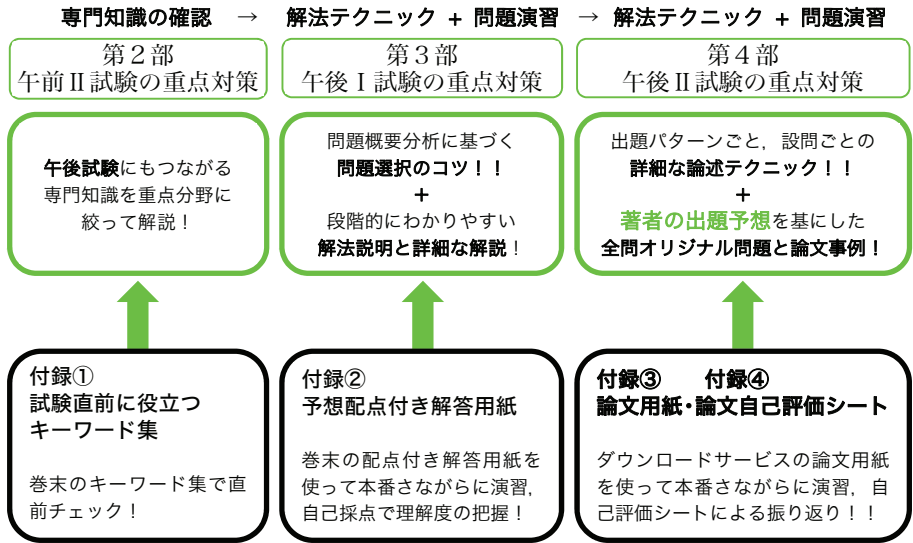 専門知識の確認 → 解法テクニック + 問題演習 → 解法テクニック + 問題演習
第2部
午前Ⅱ試験の重点対策
第3部
午後Ⅰ試験の重点対策
第4部
午後Ⅱ試験の重点対策
午後試験にもつながる
専門知識を重点分野に
絞って解説！
問題概要分析に基づく
問題選択のコツ！！
+
段階的にわかりやすい
解法説明と詳細な解説！
出題パターンごと，設問ごとの
詳細な論述テクニック！！
+
著者の出題予想を基にした
全問オリジナル問題と論文事例！
付録①
試験直前に役立つ
キーワード集
巻末のキーワード集で直
前チェック！
付録②
予想配点付き解答用紙
巻末の配点付き解答用紙を
使って本番さながらに演習，
自己採点で理解度の把握！
付録③ 付録④
論文用紙・論文自己評価シート
ダウンロードサービスの論文用紙
を使って本番さながらに演習，自
己評価シートによる振り返り！！